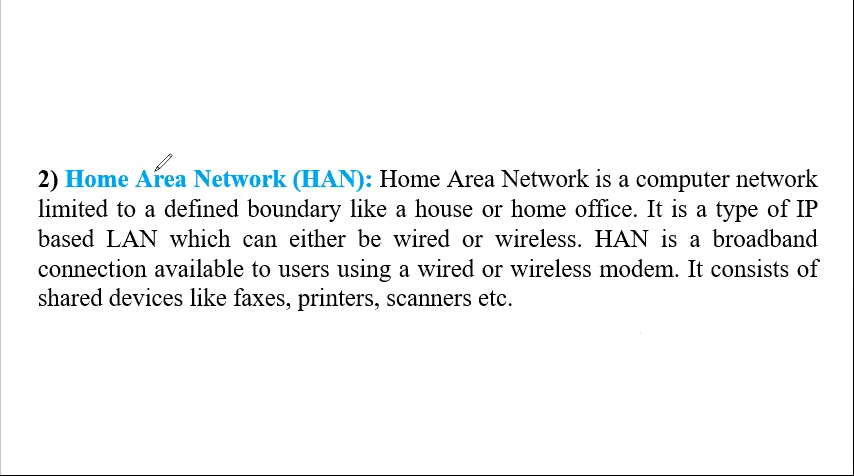 2) Home Area Network (HAN): Home Area Network is a computer network
limited to a defined boundary like a house or home office. It is a type of IP
based LAN which can either be wired or wireless. HAN is a broadband
connection available to users using a wired or wireless modem. It consists of
shared devices like faxes, printers, scanners etc.